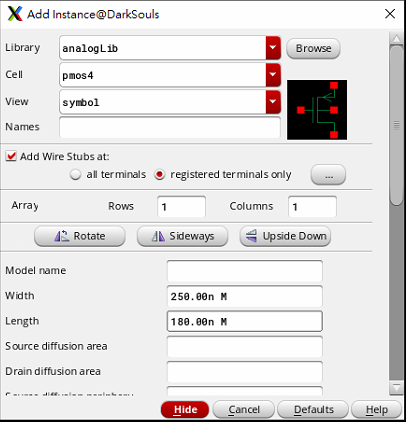 Add Instance@DarkSouls
Library analogLib Browse
Cell pmos4
View symbol
Names
Add Wire Stubs at:
all terminals registered terminals only ...
Array Rows 1 Columns 1
Rotate Sideways Upside Down
Model name
Width 250.00n M
Length 180.00n M
Source diffusion area
Drain diffusion area
Source diffusion periphery
Hide Cancel Defaults Help